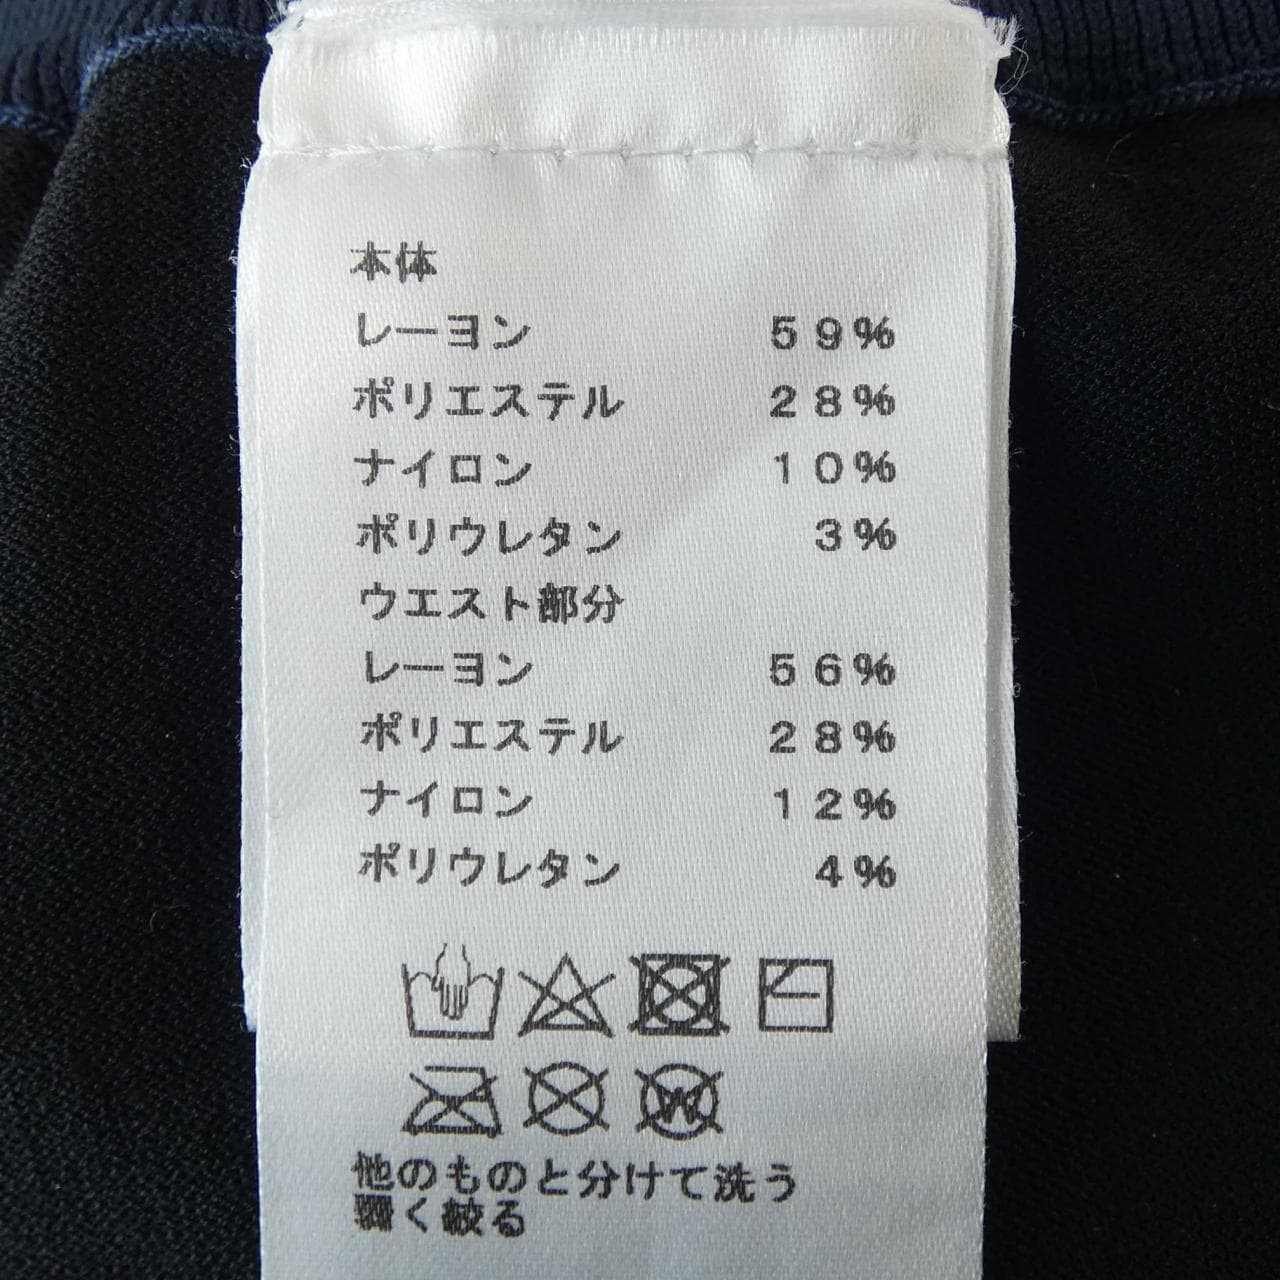 本体
レーヨン 59%
ポリエステル 28%
ナイロン 10%
ポリウレタン 3%
ウエスト部分
レーヨン 56%
ポリエステル 28%
ナイロン 12%
ポリウレタン 4%
W
他のものと分けて洗う
く絞る